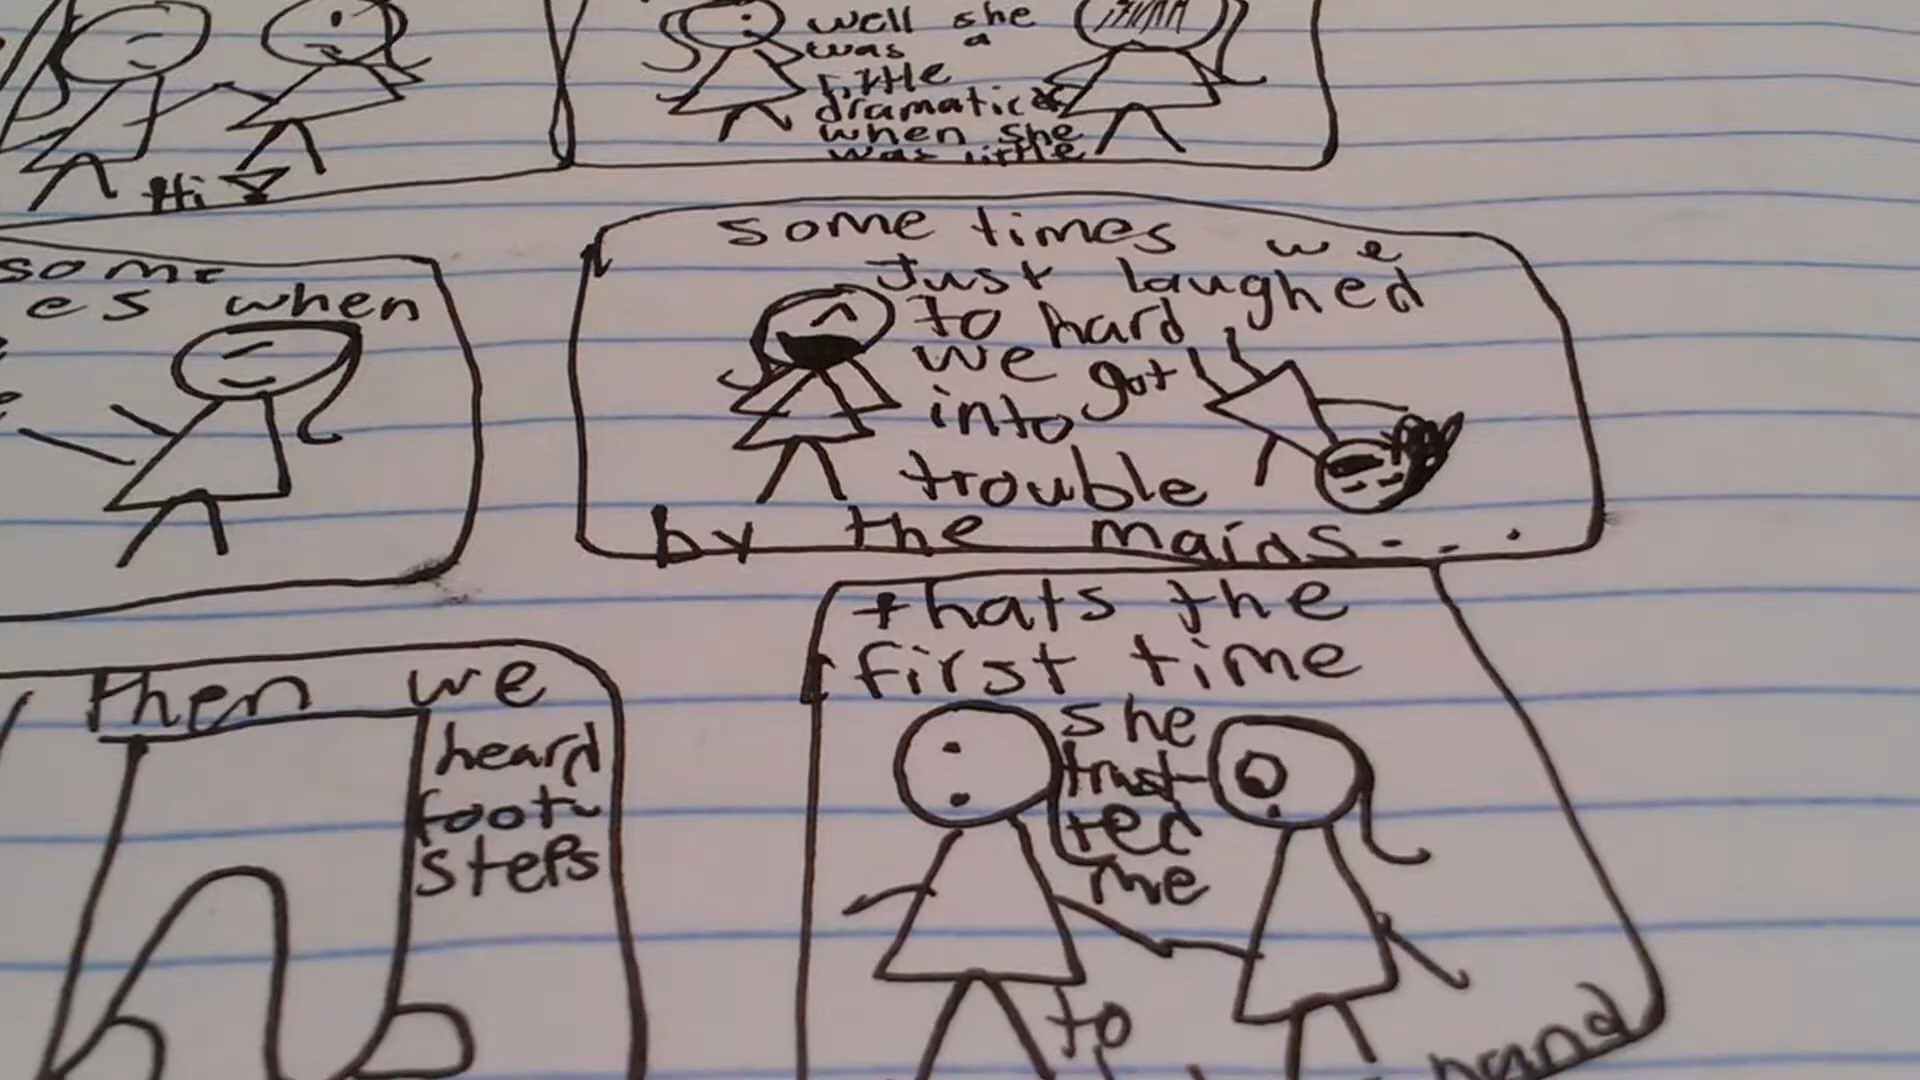 Hi
well she
was a
little
dramatic
when she
was little
some
es when
some times we
Just laughed
to hard
we got
into
trouble
by the maids...
Then we
heard
foot-
steps
thats the
first time
she
trust-
ted
me
to
hand